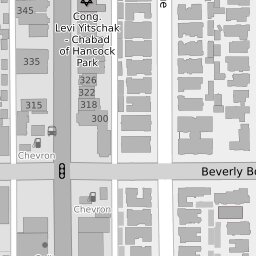 345
Cong.
Levi Yitschak
- Chabad
of Hancock
Park
335
326
322
315
318
300
Chevron
Beverly Bo
Chevron